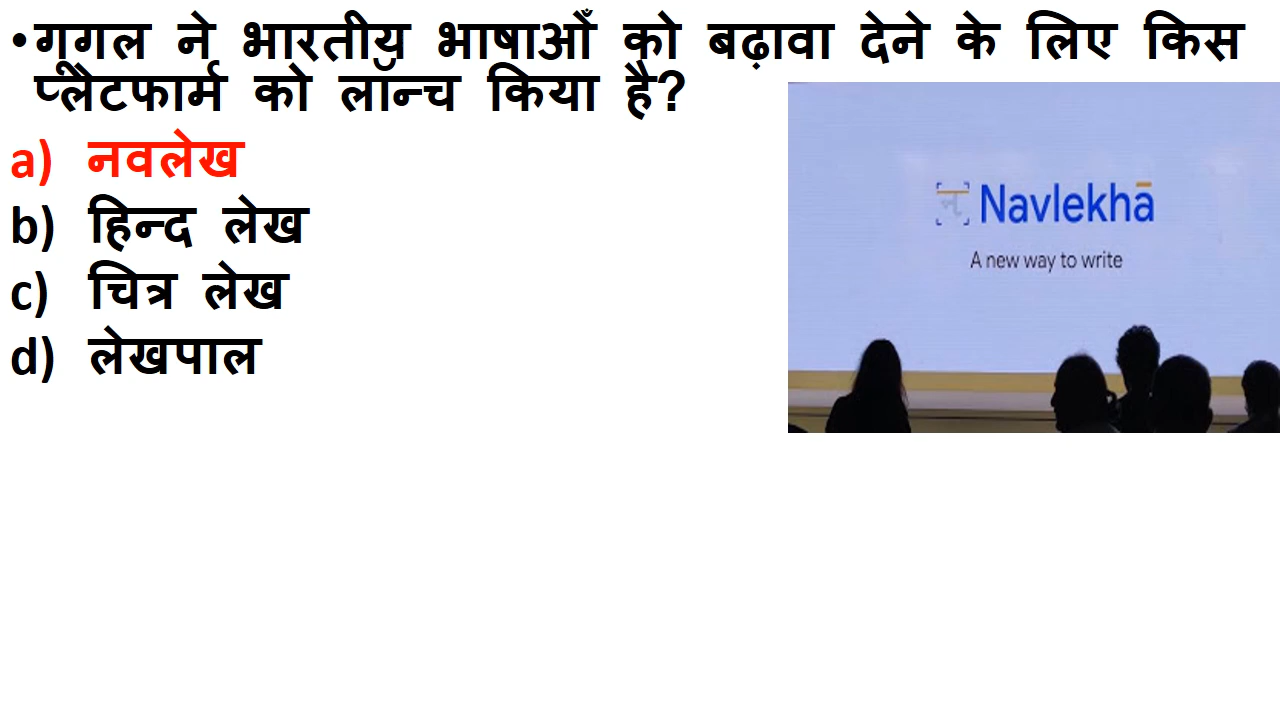 •गूगल ने भारतीय भाषाओँ को बढ़ावा देने के लिए किस
प्लैटफार्म को लॉन्च किया है?
a) नवलेख
b) हिन्द लेख
c) चित्र लेख
d) लेखपाल
Navlekhā
A new way to write